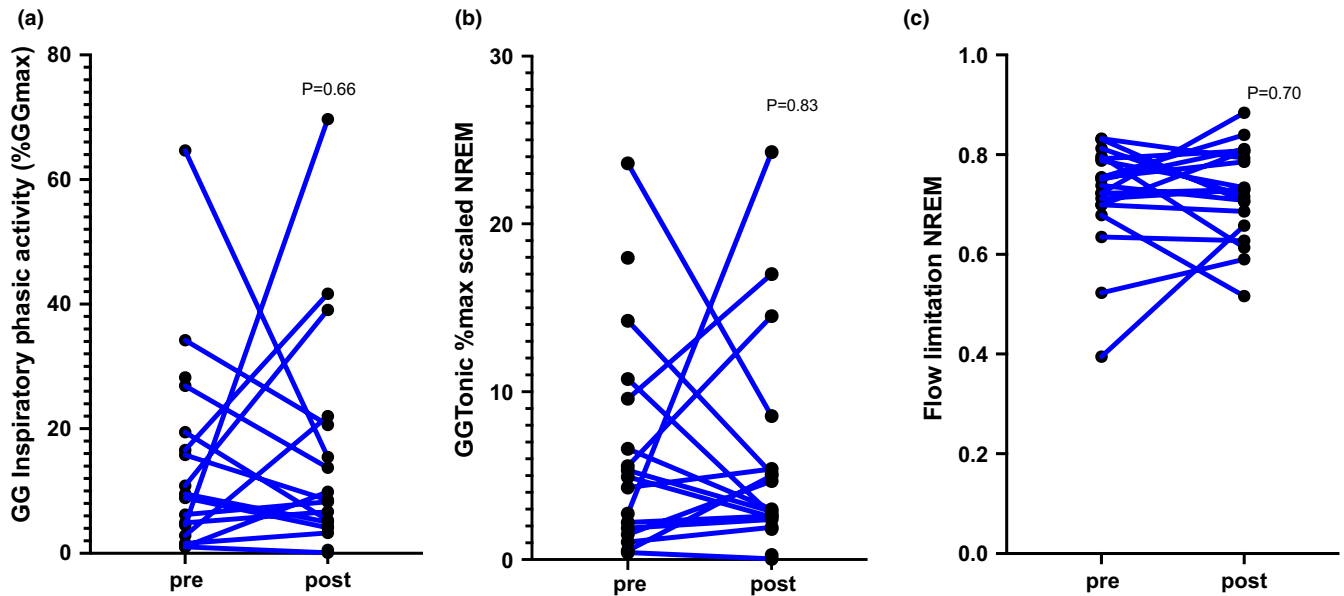 (a)
GG Inspiratory phasic activity (%GGmax)
80
60
40
20
0
P=0.66
pre
post
(b)
GGTonic %max scaled NREM
30
20
10
0
P=0.83
pre
post
(c)
Flow limitation NREM
1.0
0.8
0.6
0.4
0.2
0.0
P=0.70
pre
post